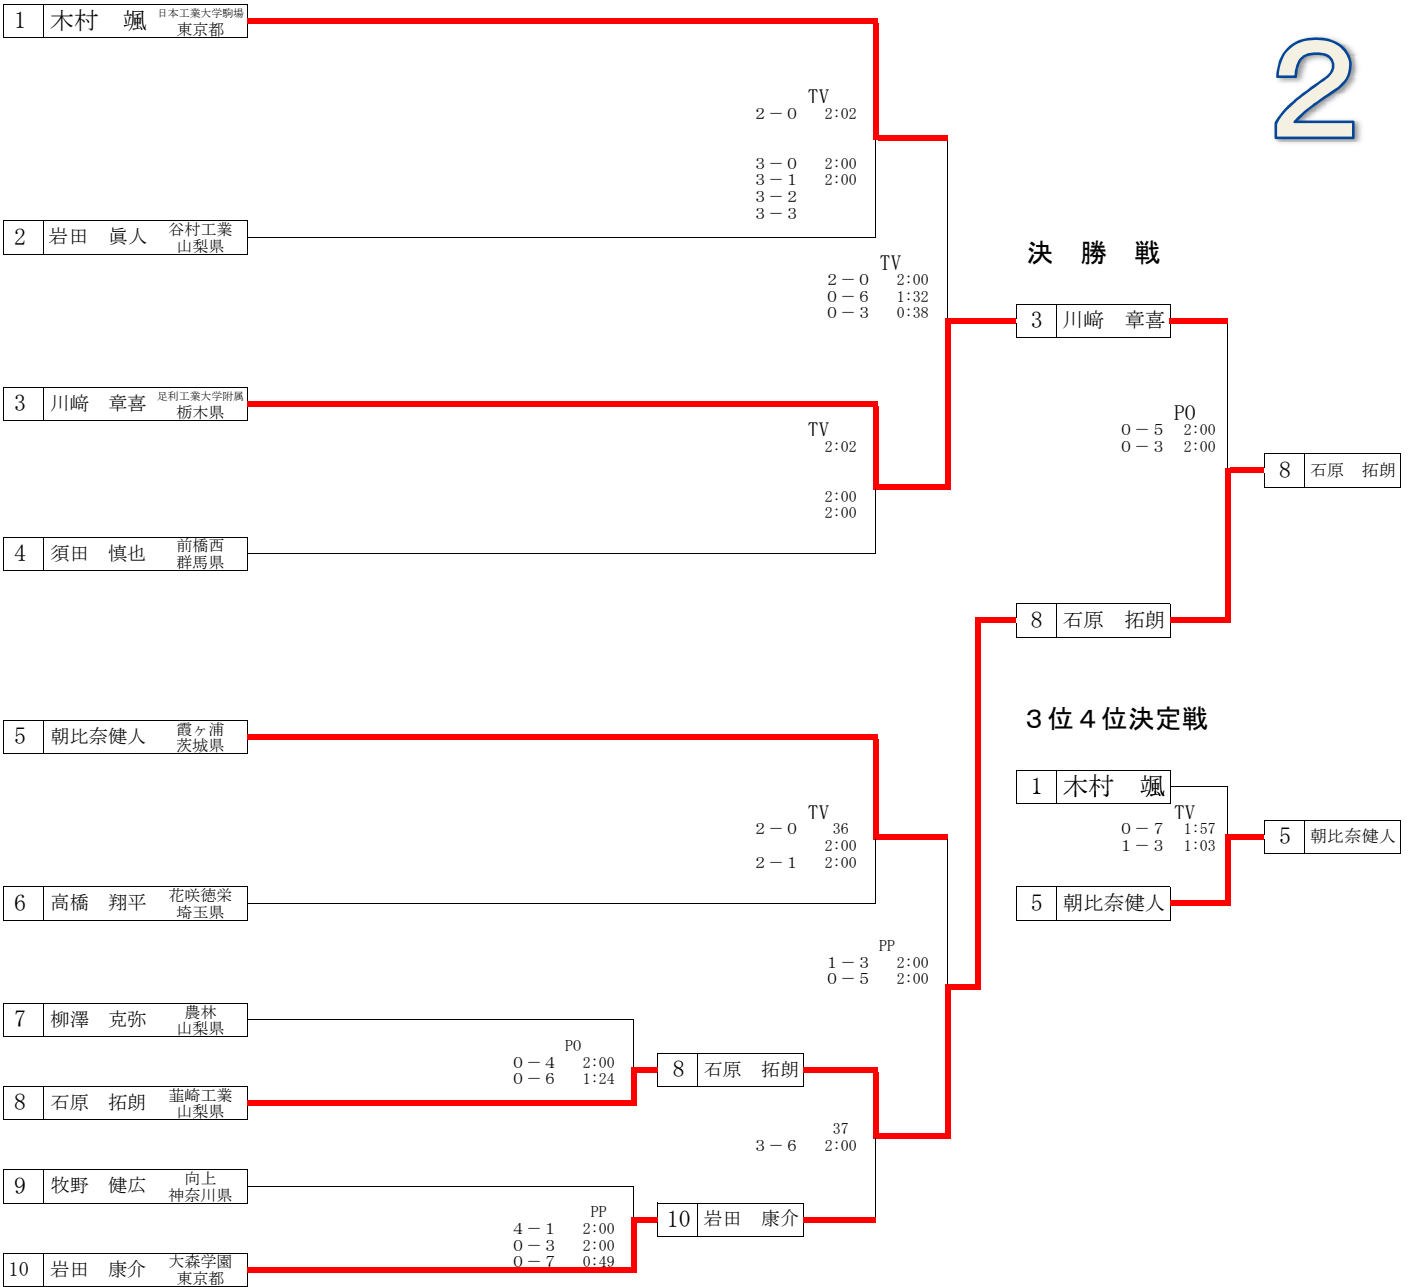 1 木村 颯 日本工業大学駒場
東京都
2
TV
2－0 2:02
3－0 2:00
3－1 2:00
3－2
3－3
2 岩田 眞人 谷村工業
山梨県
決 勝 戦
TV
2－0 2:00
0－6 1:32
0－3 0:38
3 川﨑 章喜
3 川﨑 章喜 足利工業大学附属
栃木県
TV
2:02
2:00
2:00
PO
0－5 2:00
0－3 2:00
8 石原 拓朗
4 須田 慎也 前橋西
群馬県
8 石原 拓朗
5 朝比奈健人 霞ヶ浦
茨城県
3位4位決定戦
1 木村 颯
TV
0－7 1:57
1－3 1:03
5 朝比奈健人
5 朝比奈健人
TV
2－0 36
2:00
2－1 2:00
6 高橋 翔平 花咲徳栄
埼玉県
PP
1－3 2:00
0－5 2:00
7 柳澤 克弥 農林
山梨県
PO
0－4 2:00
0－6 1:24
8 石原 拓朗
8 石原 拓朗 韮崎工業
山梨県
37
3－6 2:00
9 牧野 健広 向上
神奈川県
PP
4－1 2:00
0－3 2:00
0－7 0:49
10 岩田 康介
10 岩田 康介 大森学園
東京都